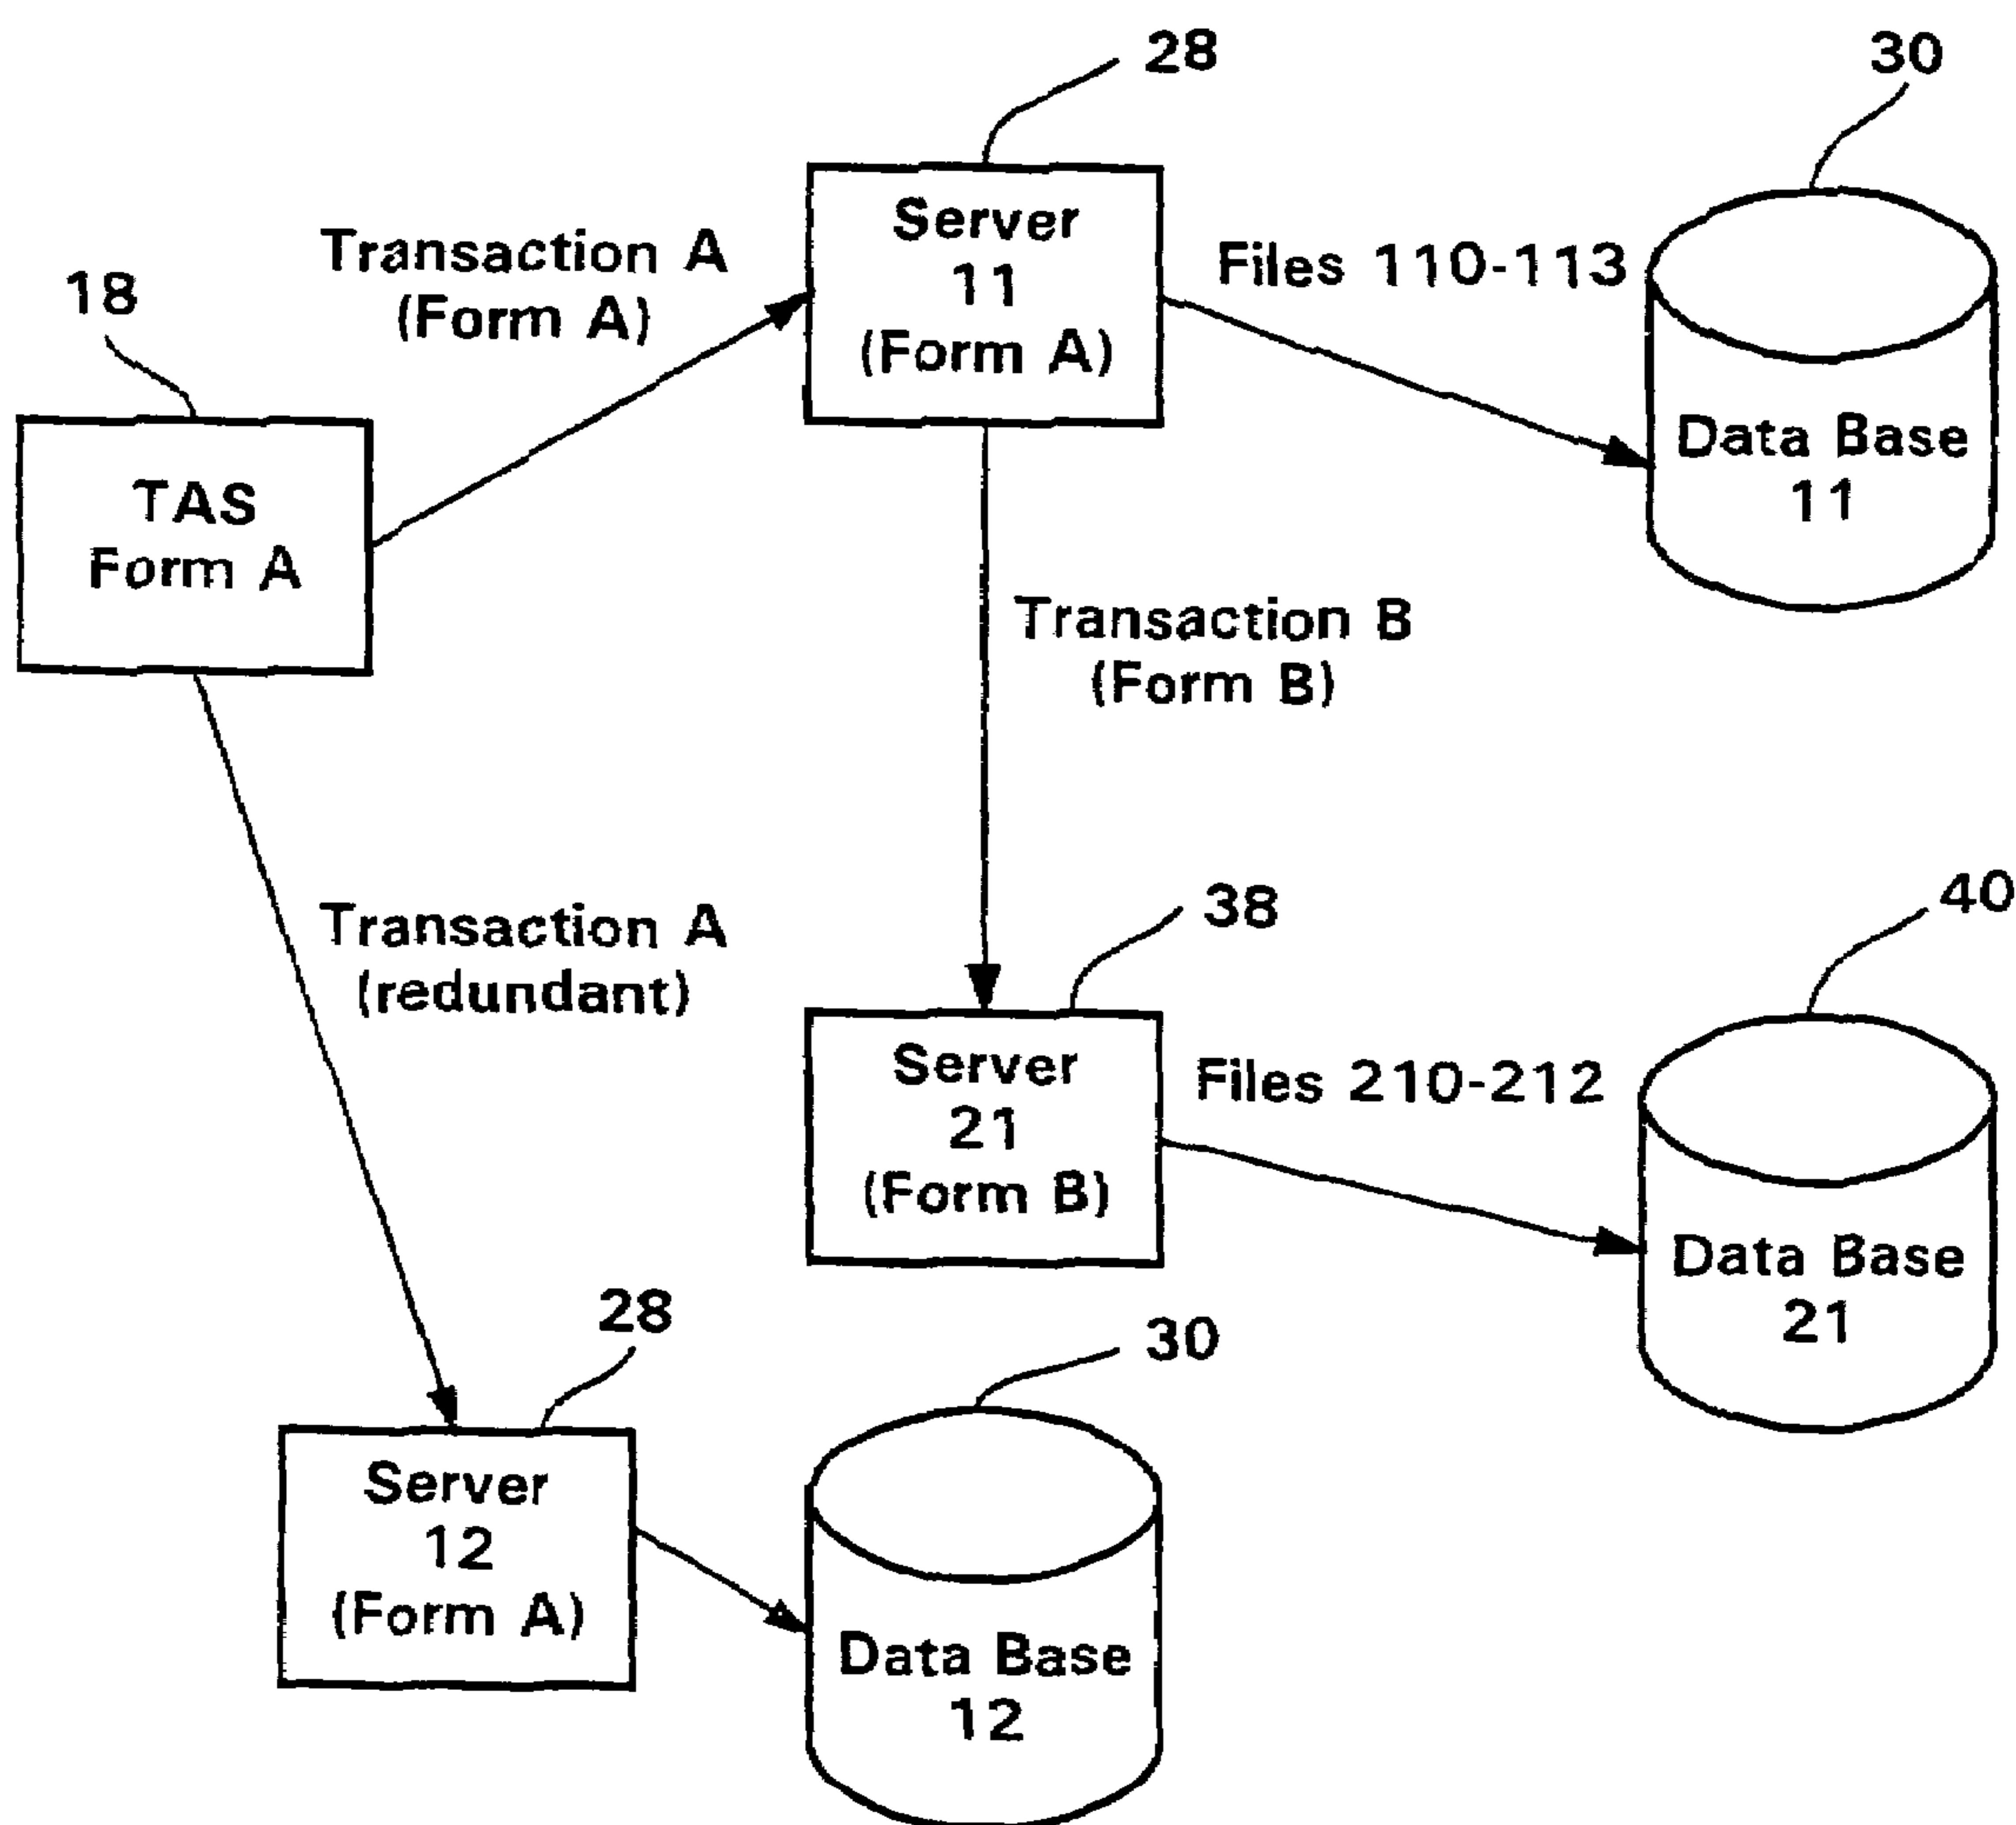 28
30
Server
11
(Form A)
Transaction A
(Form A)
Files 110-113
18
Data Base
11
TAS
Form A
Transaction B
(Form B)
38
40
Transaction A
(redundant)
Server
21
(Form B)
Files 210-212
Data Base
21
28
30
Server
12
(Form A)
Data Base
12